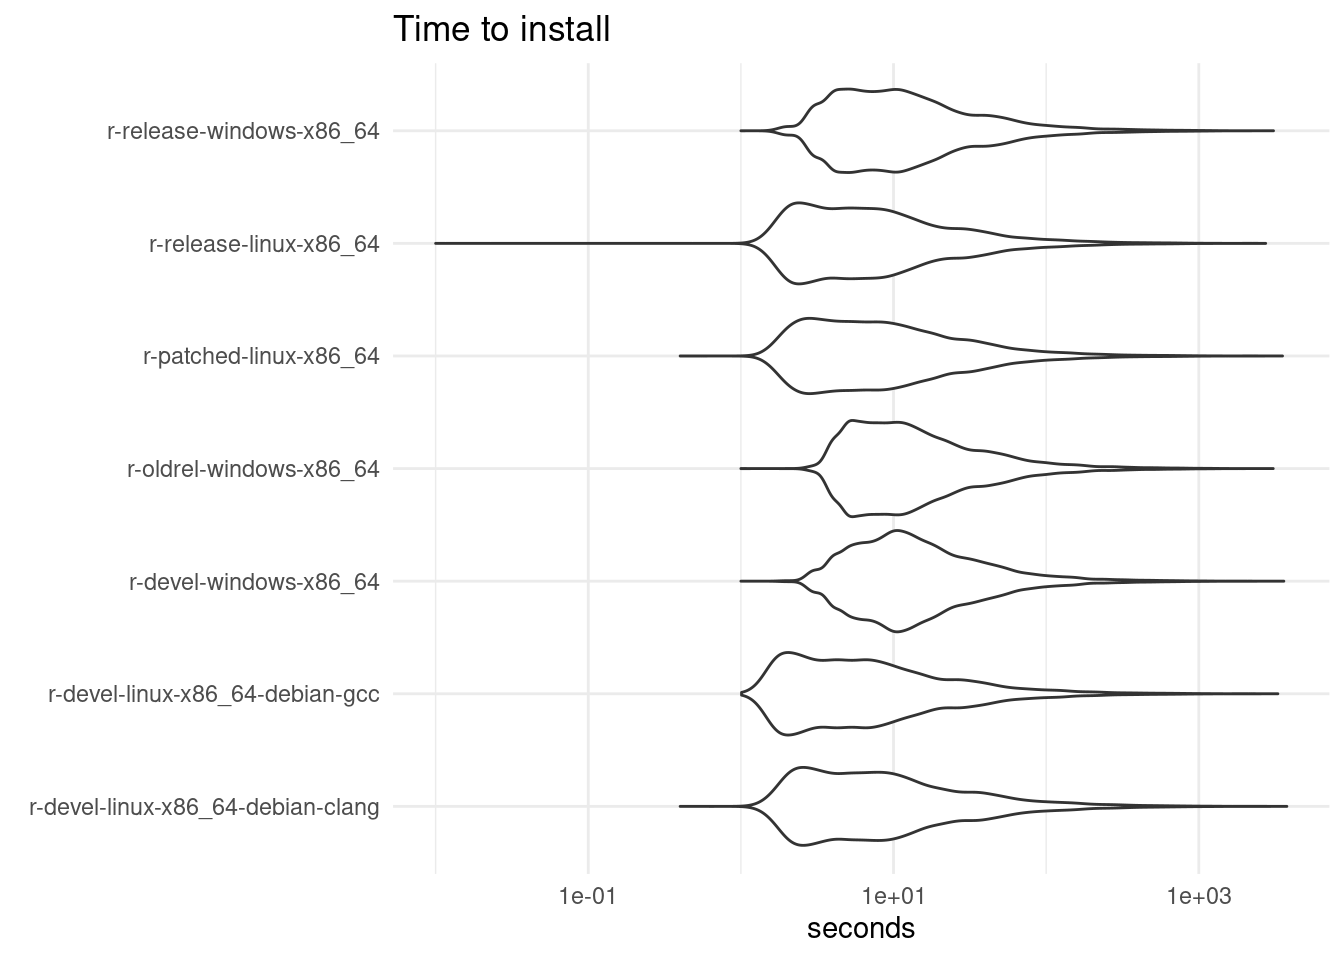 Time to install
r-release-windows-x86_64
r-release-linux-x86_64
r-patched-linux-x86_64
r-oldrel-windows-x86_64
r-devel-windows-x86_64
r-devel-linux-x86_64-debian-gcc
r-devel-linux-x86_64-debian-clang
1e-01 1e+01 1e+03
seconds